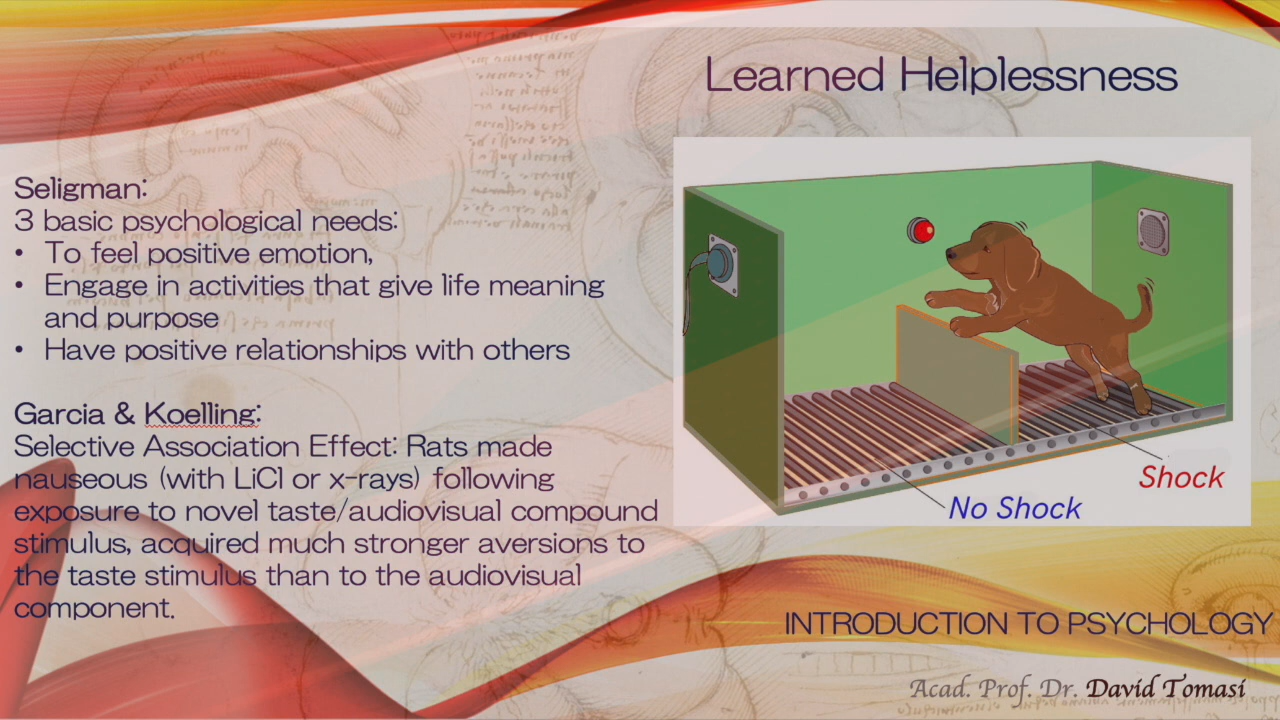 Learned Helplessness
Seligman:
3 basic psychological needs:
• To feel positive emotion,
• Engage in activities that give life meaning
and purpose
• Have positive relationships with others
Garcia & Koelling:
Selective Association Effect: Rats made
nauseous (with LiCl or x-rays) following
exposure to novel taste/audiovisual compound
stimulus, acquired much stronger aversions to
the taste stimulus than to the audiovisual
component.
Shock
No Shock
INTRODUCTION TO PSYCHOLOGY
Acad. Prof. Dr. David Tomasi